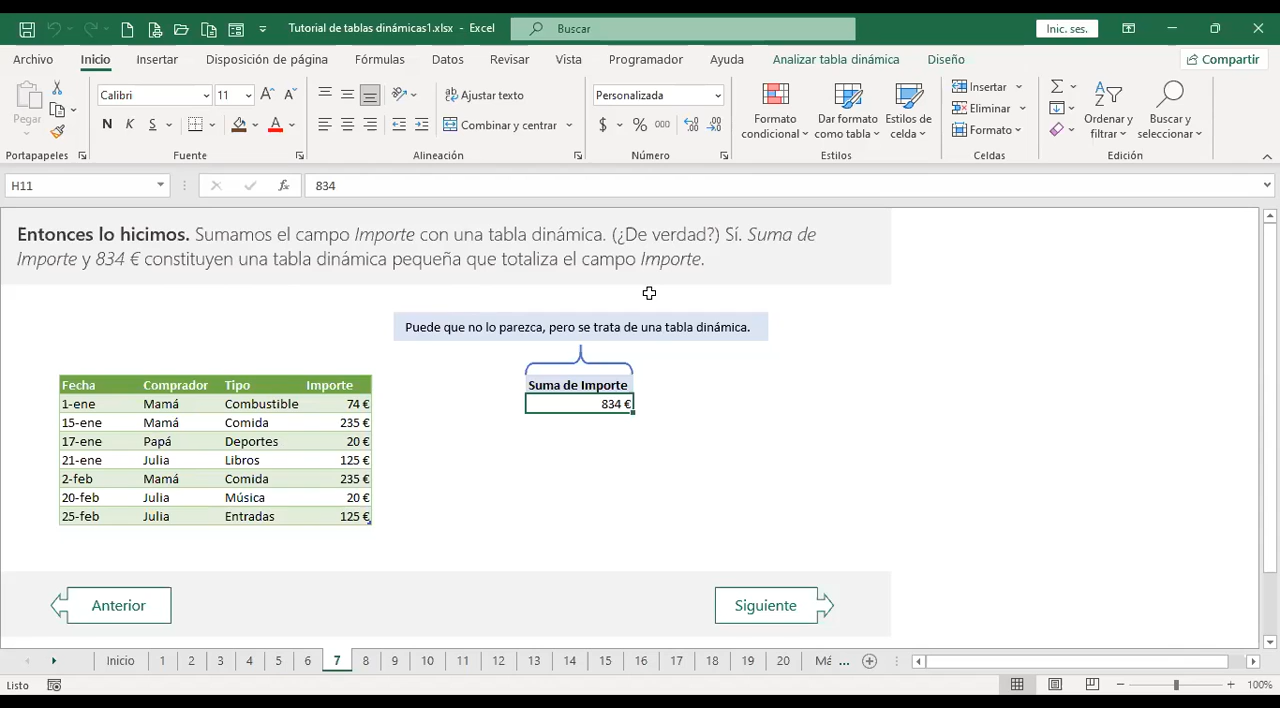 Tutorial de tablas dinámicas1.xlsx - Excel
Buscar
Inic. ses.
Archivo Inicio Insertar Disposición de página Fórmulas Datos Revisar Vista Programador Ayuda Analizar tabla dinámica Diseño Compartir
Pegar
Calibri 11
N K S A
Ajustar texto
Combinar y centrar
Personalizada
$ % 000
Formato condicional
Dar formato como tabla
Estilos de celda
Insertar
Eliminar
Formato
Ordenar y filtrar
Buscar y seleccionar
Portapapeles Fuente Alineación Número Estilos Celdas Edición
H11 fx 834
Entonces lo hicimos. Sumamos el campo Importe con una tabla dinámica. (¿De verdad?) Sí. Suma de
Importe y 834 € constituyen una tabla dinámica pequeña que totaliza el campo Importe.
Puede que no lo parezca, pero se trata de una tabla dinámica.
Suma de Importe
834 €
Fecha Comprador Tipo Importe
1-ene Mamá Combustible 74 €
15-ene Mamá Comida 235 €
17-ene Papá Deportes 20 €
21-ene Julia Libros 125 €
2-feb Mamá Comida 235 €
20-feb Julia Música 20 €
25-feb Julia Entradas 125 €
Anterior
Siguiente
Inicio 1 2 3 4 5 6 7 8 9 10 11 12 13 14 15 16 17 18 19 20 Má ...
Listo
100%